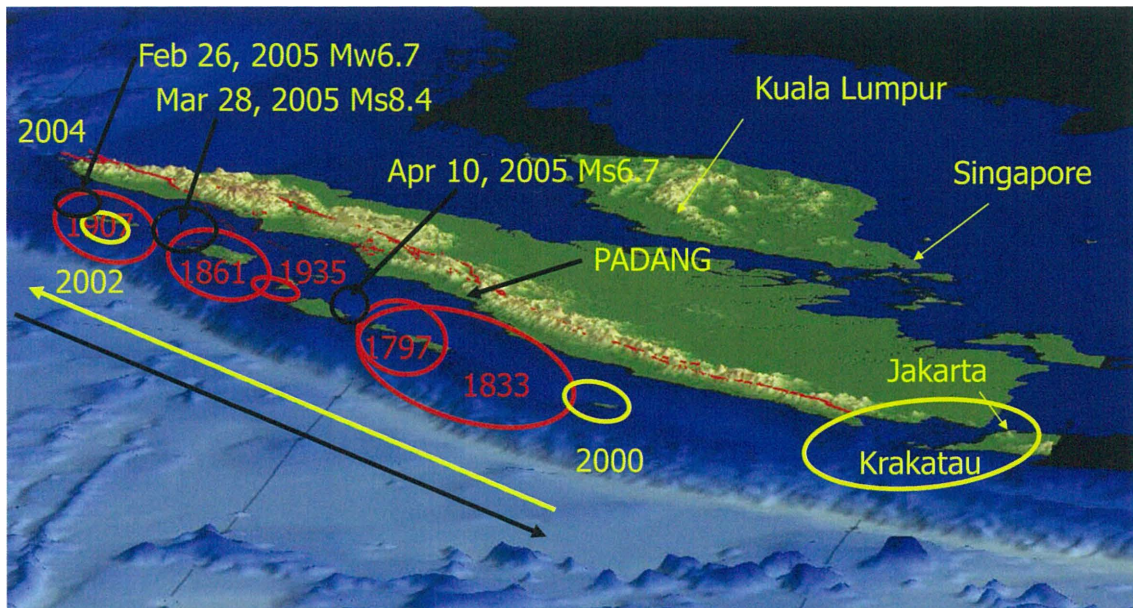 Feb 26, 2005 Mw6.7
Mar 28, 2005 Ms8.4
Kuala Lumpur
2004
Apr 10, 2005 Ms6.7
Singapore
1907
1861
1935
PADANG
2002
1797
1833
Jakarta
2000
Krakatau